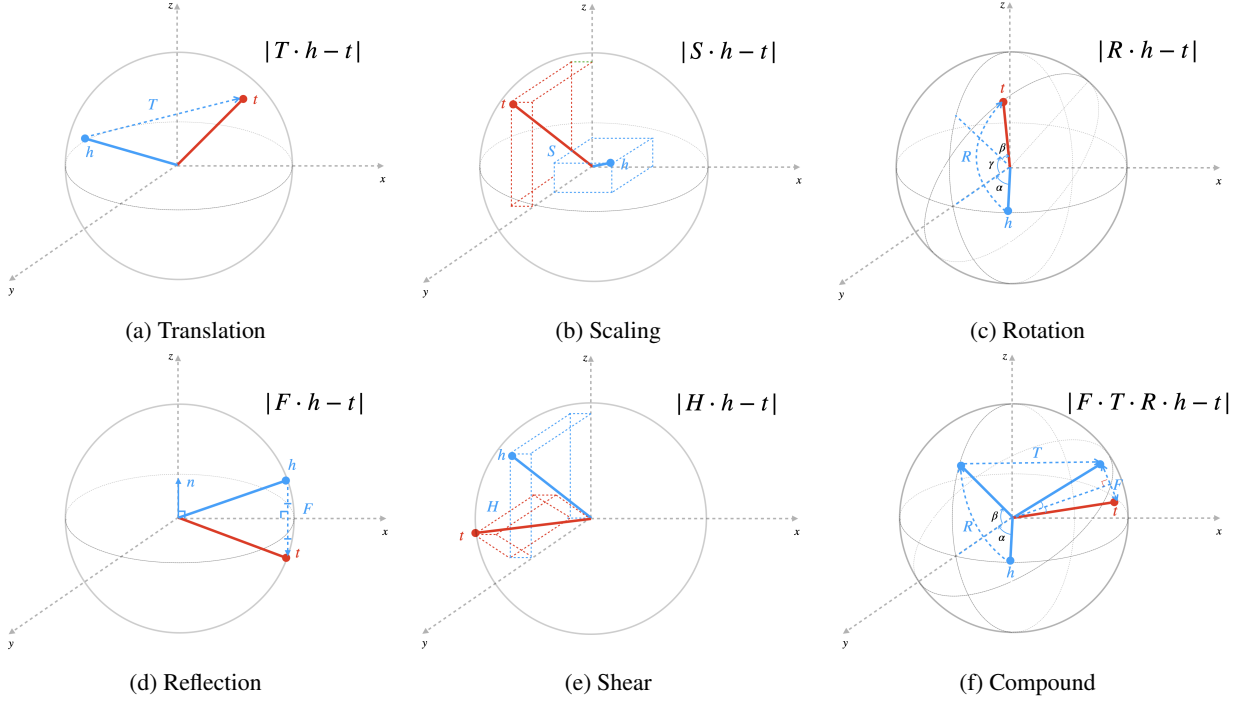 z
|T · h − t|
T
t
h
x
y
(a) Translation
z
|S · h − t|
t
S
h
x
y
(b) Scaling
z
|R · h − t|
t
β
R
γ
α
x
h
y
(c) Rotation
z
|F · h − t|
h
n
F
x
t
y
(d) Reflection
z
|H · h − t|
h
H
t
x
y
(e) Shear
z
|F · T · R · h − t|
T
F
t
R
β
α
x
h
y
(f) Compound